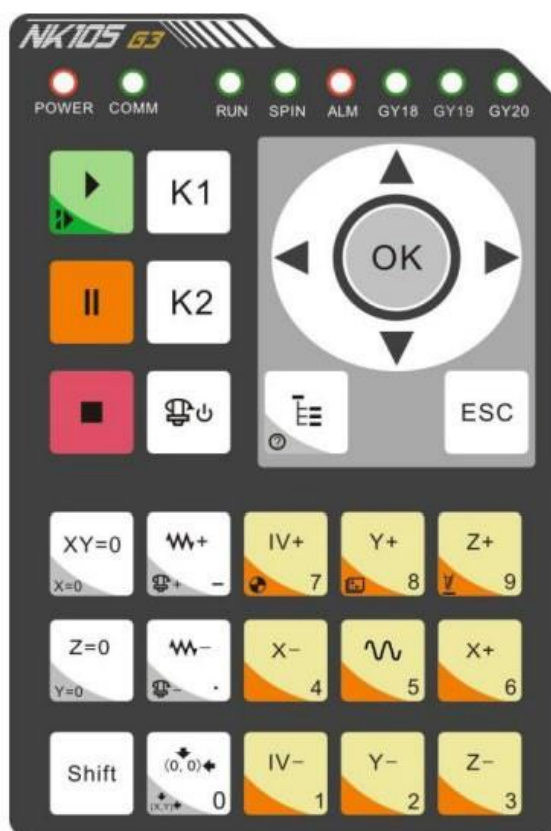 NK105 G3
POWER COMM RUN SPIN ALM GY18 GY19 GY20
K1
OK
K2
ESC
XY=0 + IV+ Y+ Z+
X=0 + - 7 8 9
Z=0 - X- X+
Y=0 - . 4 5 6
Shift (0,0) IV- Y- Z-
(X,Y) 0 1 2 3